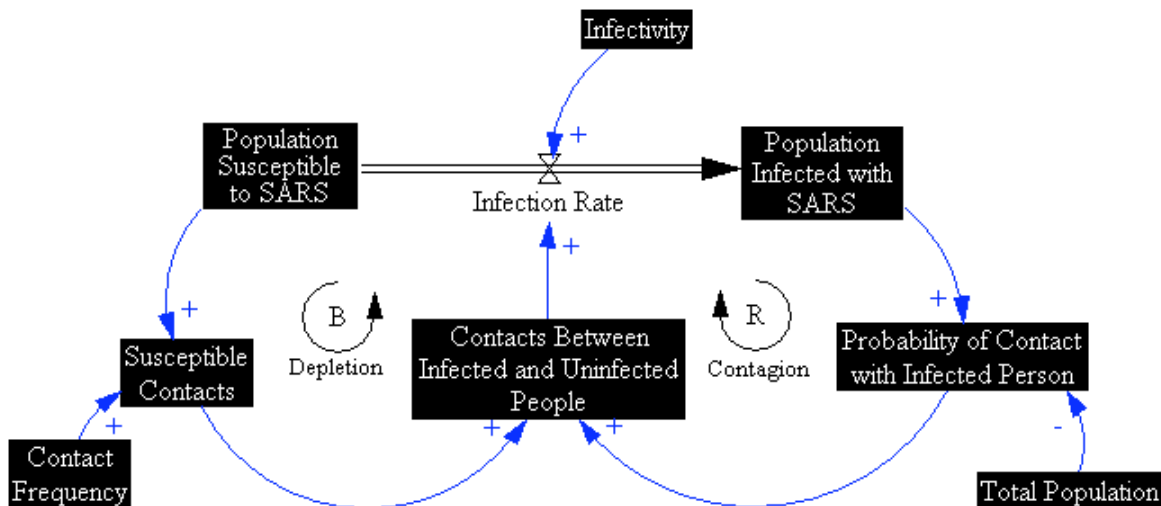 Infectivity
+
Population
Susceptible
to SARS
Infection Rate
Population
Infected with
SARS
+
+
+
B
Depletion
R
Contagion
Susceptible
Contacts
Contacts Between
Infected and Uninfected
People
Probability of Contact
with Infected Person
+
+
+
-
Contact
Frequency
Total Population